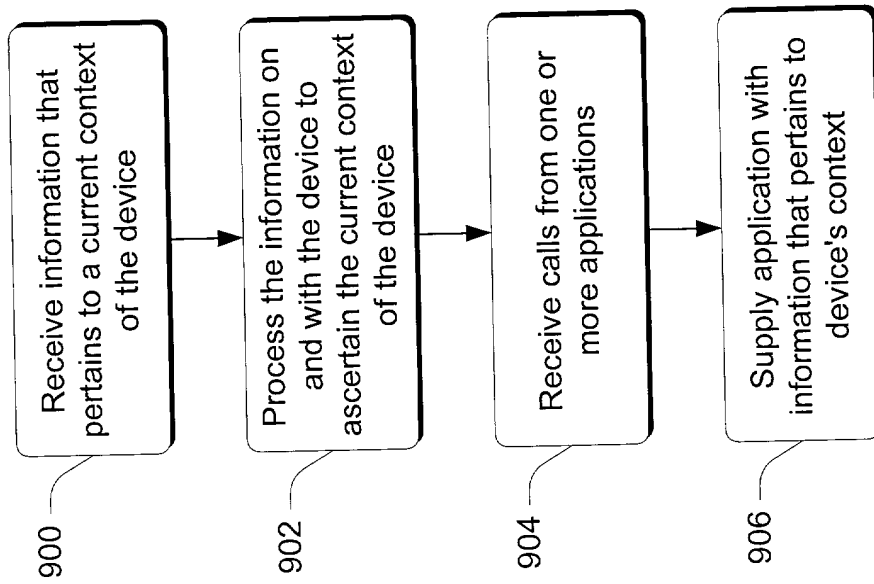 900
Receive information that
pertains to a current context
of the device
902
Process the information on
and with the device to
ascertain the current context
of the device
904
Receive calls from one or
more applications
906
Supply application with
information that pertains to
device's context